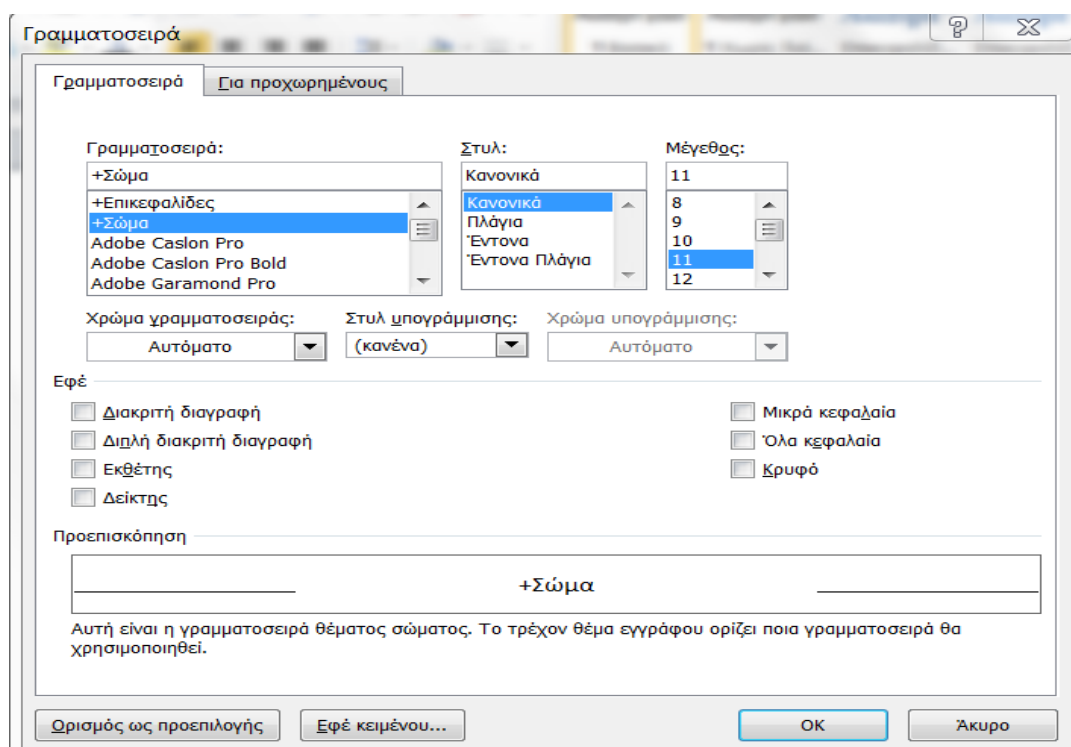 Γραμματοσειρά
Γραμματοσειρά Για προχωρημένους
Γραμματοσειρά: Στυλ: Μέγεθος:
+Σώμα Κανονικά 11
+Επικεφαλίδες Κανονικά 8
+Σώμα Πλάγια 9
Adobe Caslon Pro Έντονα 10
Adobe Caslon Pro Bold Έντονα Πλάγια 11
Adobe Garamond Pro 12
Χρώμα γραμματοσειράς: Στυλ υπογράμμισης: Χρώμα υπογράμμισης:
Αυτόματο (κανένα) Αυτόματο
Εφέ
Διακριτή διαγραφή Μικρά κεφαλαία
Διπλή διακριτή διαγραφή Όλα κεφαλαία
Εκθέτης Κρυφό
Δείκτης
Προεπισκόπηση
+Σώμα
Αυτή είναι η γραμματοσειρά θέματος σώματος. Το τρέχον θέμα εγγράφου ορίζει ποια γραμματοσειρά θα
χρησιμοποιηθεί.
Ορισμός ως προεπιλογής Εφέ κειμένου... OK Άκυρο